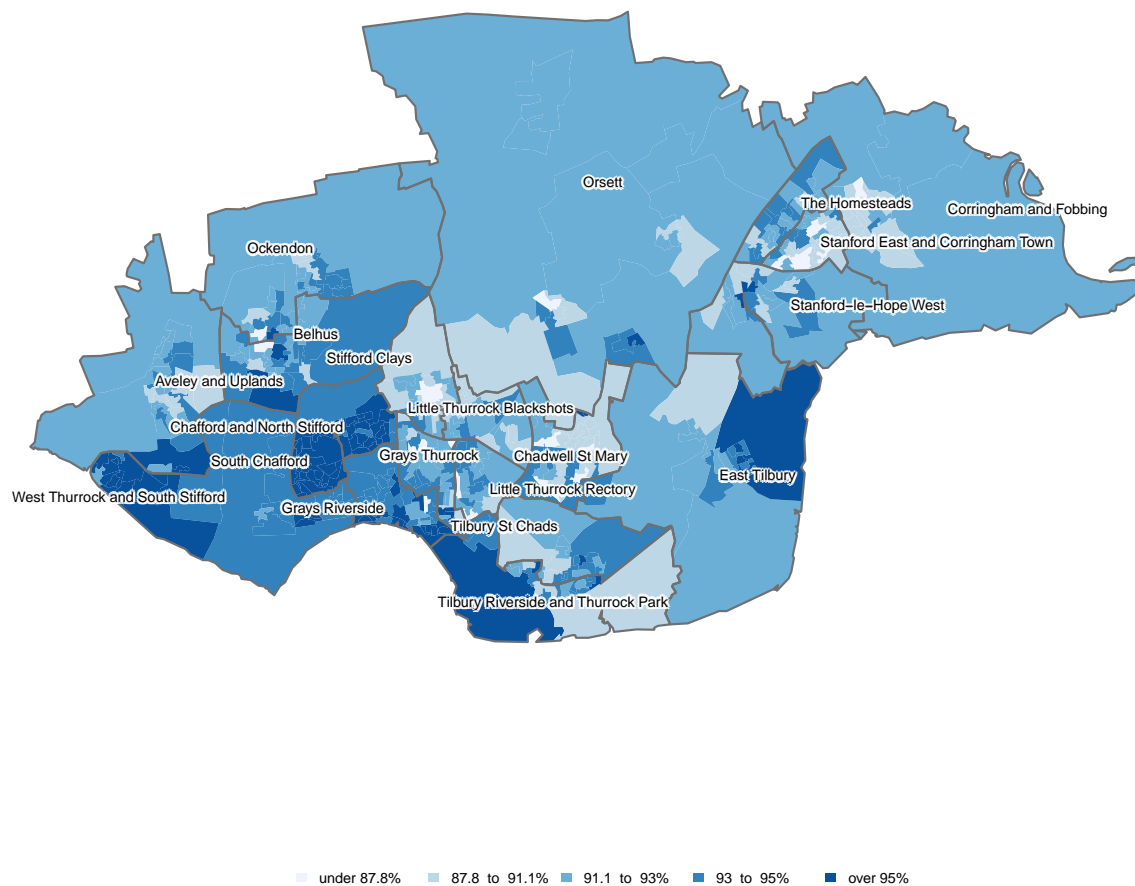 Orsett
The Homesteads
Corringham and Fobbing
Stanford East and Corringham Town
Ockendon
Stanford−le−Hope West
Belhus
Stifford Clays
Aveley and Uplands
Little Thurrock Blackshots
Chafford and North Stifford
Grays Thurrock
Chadwell St Mary
South Chafford
East Tilbury
Little Thurrock Rectory
West Thurrock and South Stifford
Grays Riverside
Tilbury St Chads
Tilbury Riverside and Thurrock Park
under 87.8% 87.8 to 91.1% 91.1 to 93% 93 to 95% over 95%